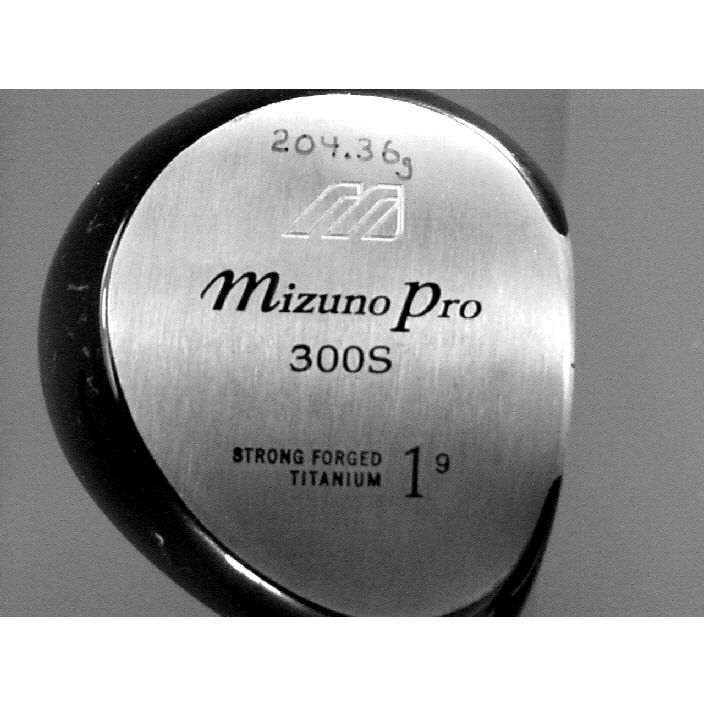 204.36g
Mizuno Pro
300S
STRONG FORGED
TITANIUM
1 9